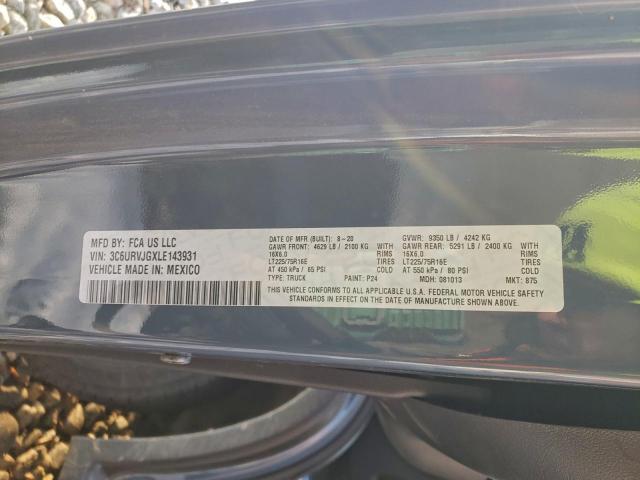 MFD BY: FCA US LLC
VIN: 3C6URVJGXLE143931
VEHICLE MADE IN: MEXICO
DATE OF MFR (BUILT): 8-20
GAWR FRONT: 4629 LB / 2100 KG WITH
16X6.0 RIMS
LT225/75R16E TIRES
AT 450 kPa / 65 PSI COLD
TYPE: TRUCK PAINT: P24
GVWR: 9350 LB / 4242 KG
GAWR REAR: 5291 LB / 2400 KG WITH
16X6.0 RIMS
LT225/75R16E TIRES
AT 550 kPa / 80 PSI COLD
MDH: 081013 MKT: 875
THIS VEHICLE CONFORMS TO ALL APPLICABLE U.S.A. FEDERAL MOTOR VEHICLE SAFETY
STANDARDS IN EFFECT ON THE DATE OF MANUFACTURE SHOWN ABOVE.